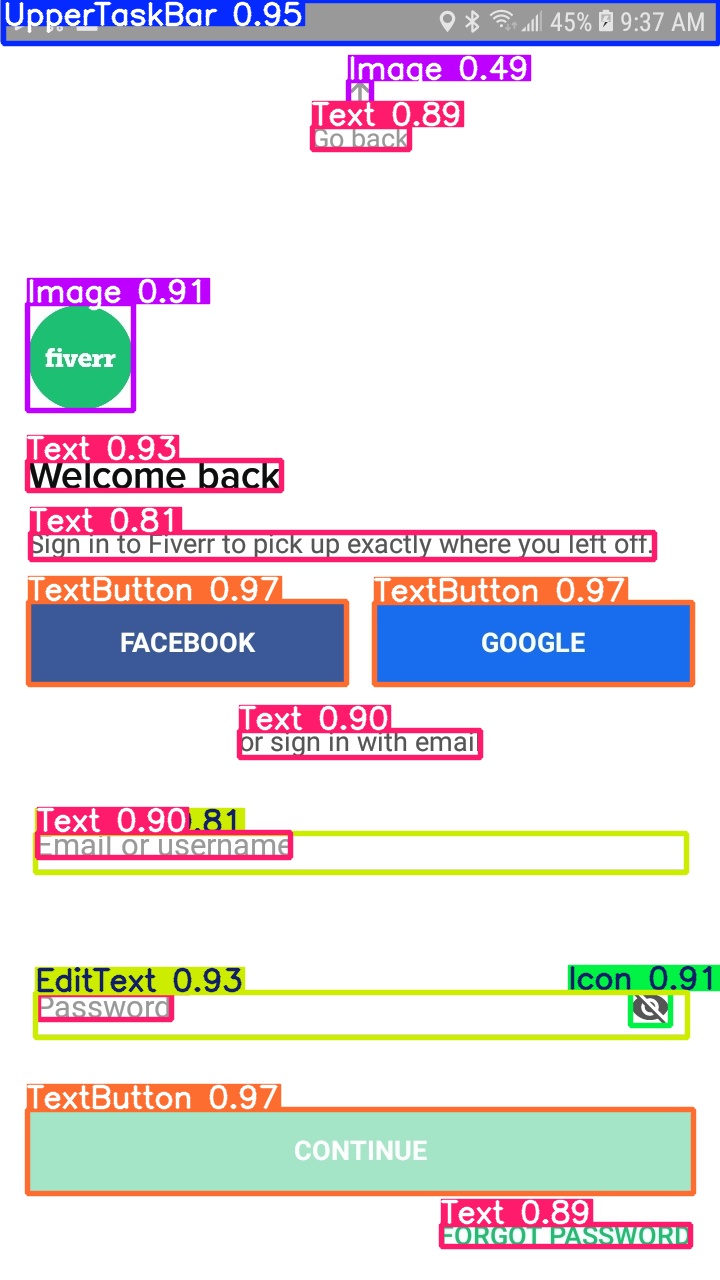 UpperTaskBar 0.95
45% 9:37 AM
Image 0.49
Text 0.89
Go back
Image 0.91
fiverr
Text 0.93
Welcome back
Text 0.81
Sign in to Fiverr to pick up exactly where you left off.
TextButton 0.97 TextButton 0.97
FACEBOOK GOOGLE
Text 0.90
or sign in with email
Text 0.90 .81
Email or username
EditText 0.93 Icon 0.91
Password
TextButton 0.97
CONTINUE
Text 0.89
FORGOT PASSWORD